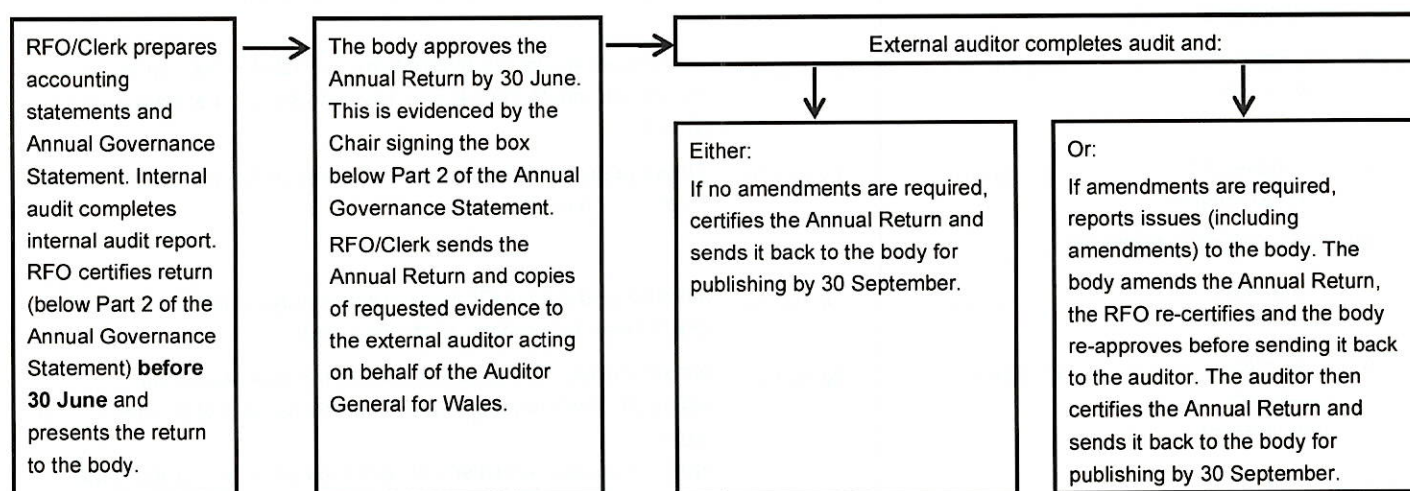 RFO/Clerk prepares
accounting
statements and
Annual Governance
Statement. Internal
audit completes
internal audit report.
RFO certifies return
(below Part 2 of the
Annual Governance
Statement) before
30 June and
presents the return
to the body.
The body approves the
Annual Return by 30 June.
This is evidenced by the
Chair signing the box
below Part 2 of the Annual
Governance Statement.
RFO/Clerk sends the
Annual Return and copies
of requested evidence to
the external auditor acting
on behalf of the Auditor
General for Wales.
External auditor completes audit and:
Either:
If no amendments are required,
certifies the Annual Return and
sends it back to the body for
publishing by 30 September.
Or:
If amendments are required,
reports issues (including
amendments) to the body. The
body amends the Annual Return,
the RFO re-certifies and the body
re-approves before sending it back
to the auditor. The auditor then
certifies the Annual Return and
sends it back to the body for
publishing by 30 September.